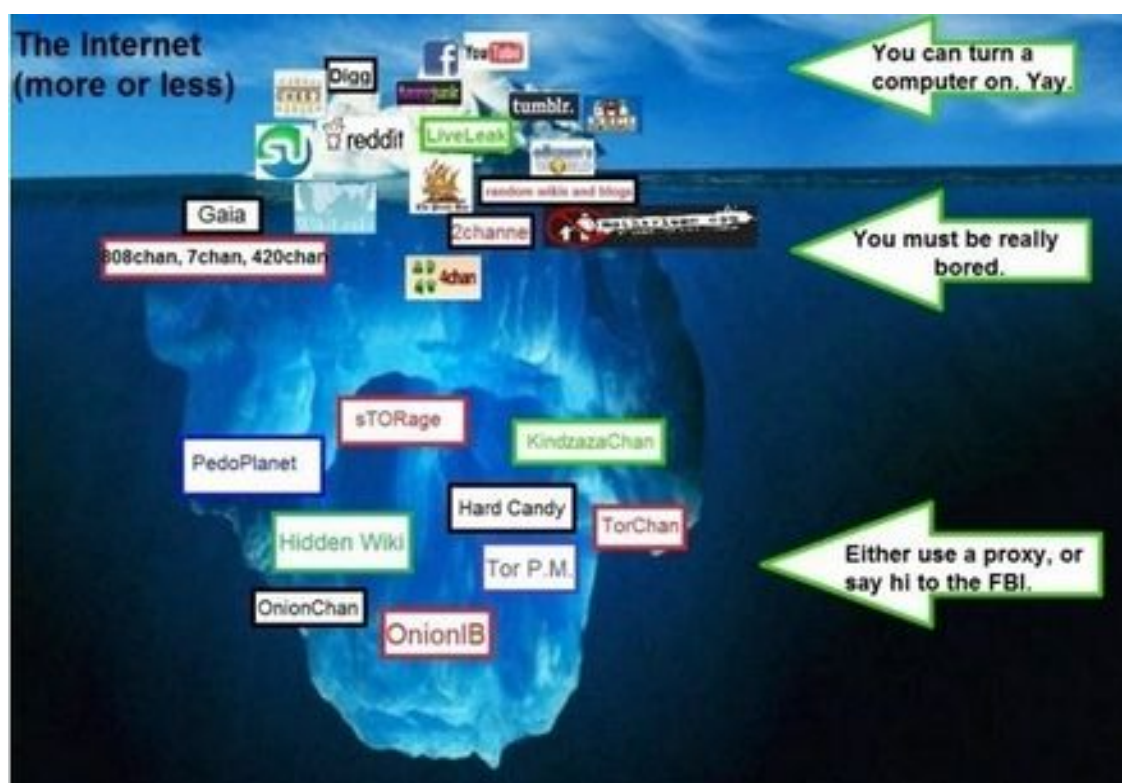 The Internet
(more or less)
You can turn a
computer on. Yay.
Digg
YouTube
tumblr.
reddit
LiveLeak
random wikis and blogs
Gaia
2channel
808chan, 7chan, 420chan
4chan
You must be really
bored.
sTORage
KindzazaChan
PedoPlanet
Hard Candy
TorChan
Hidden Wiki
Tor P.M.
Either use a proxy, or
say hi to the FBI.
OnionChan
OnionIB